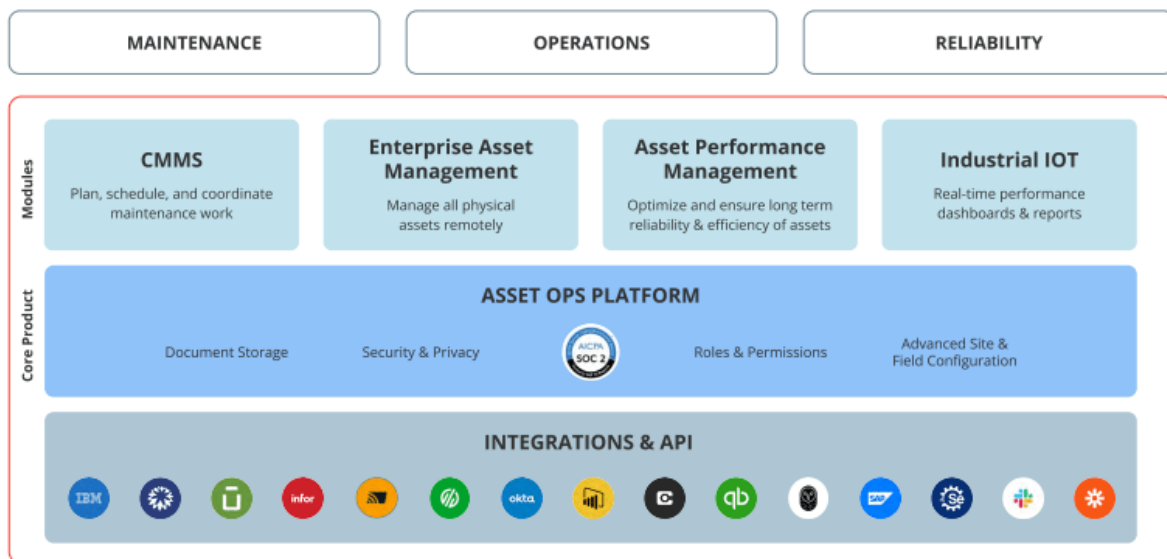 MAINTENANCE
OPERATIONS
RELIABILITY
Modules
CMMS
Plan, schedule, and coordinate
maintenance work
Enterprise Asset
Management
Manage all physical
assets remotely
Asset Performance
Management
Optimize and ensure long term
reliability & efficiency of assets
Industrial IOT
Real-time performance
dashboards & reports
Core Product
ASSET OPS PLATFORM
Document Storage
Security & Privacy
AICPA
SOC 2
Roles & Permissions
Advanced Site &
Field Configuration
INTEGRATIONS & API
IBM
infor
okta
qb
SAP
Se